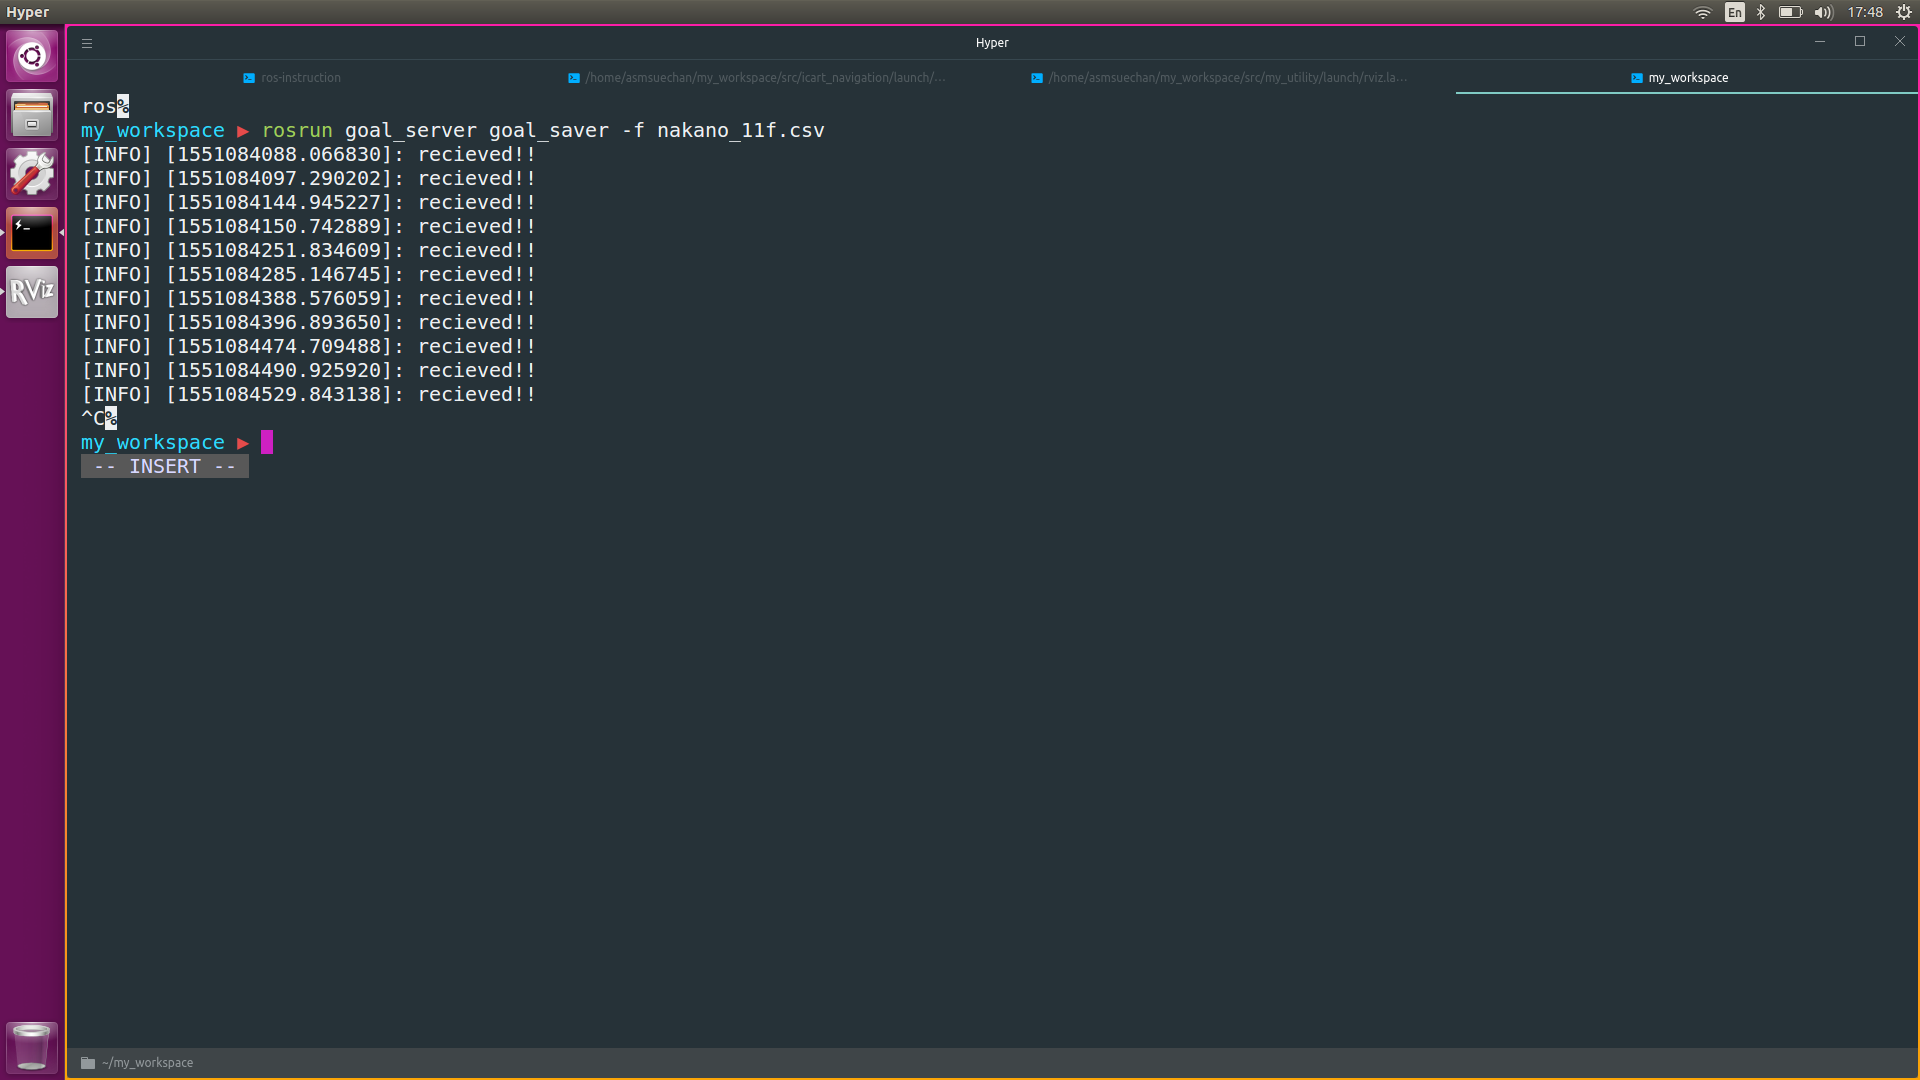 Hyper
En
17:48
Hyper
ros-instruction
/home/asmsuechan/my_workspace/src/icart_navigation/launch/...
/home/asmsuechan/my_workspace/src/my_utility/launch/rviz.la...
my_workspace
ros%
my_workspace ▶ rosrun goal_server goal_saver -f nakano_11f.csv
[INFO] [1551084088.066830]: recieved!!
[INFO] [1551084097.290202]: recieved!!
[INFO] [1551084144.945227]: recieved!!
[INFO] [1551084150.742889]: recieved!!
[INFO] [1551084251.834609]: recieved!!
[INFO] [1551084285.146745]: recieved!!
[INFO] [1551084388.576059]: recieved!!
[INFO] [1551084396.893650]: recieved!!
[INFO] [1551084474.709488]: recieved!!
[INFO] [1551084490.925920]: recieved!!
[INFO] [1551084529.843138]: recieved!!
^C%
my_workspace ▶
-- INSERT --
RViz
~/my_workspace